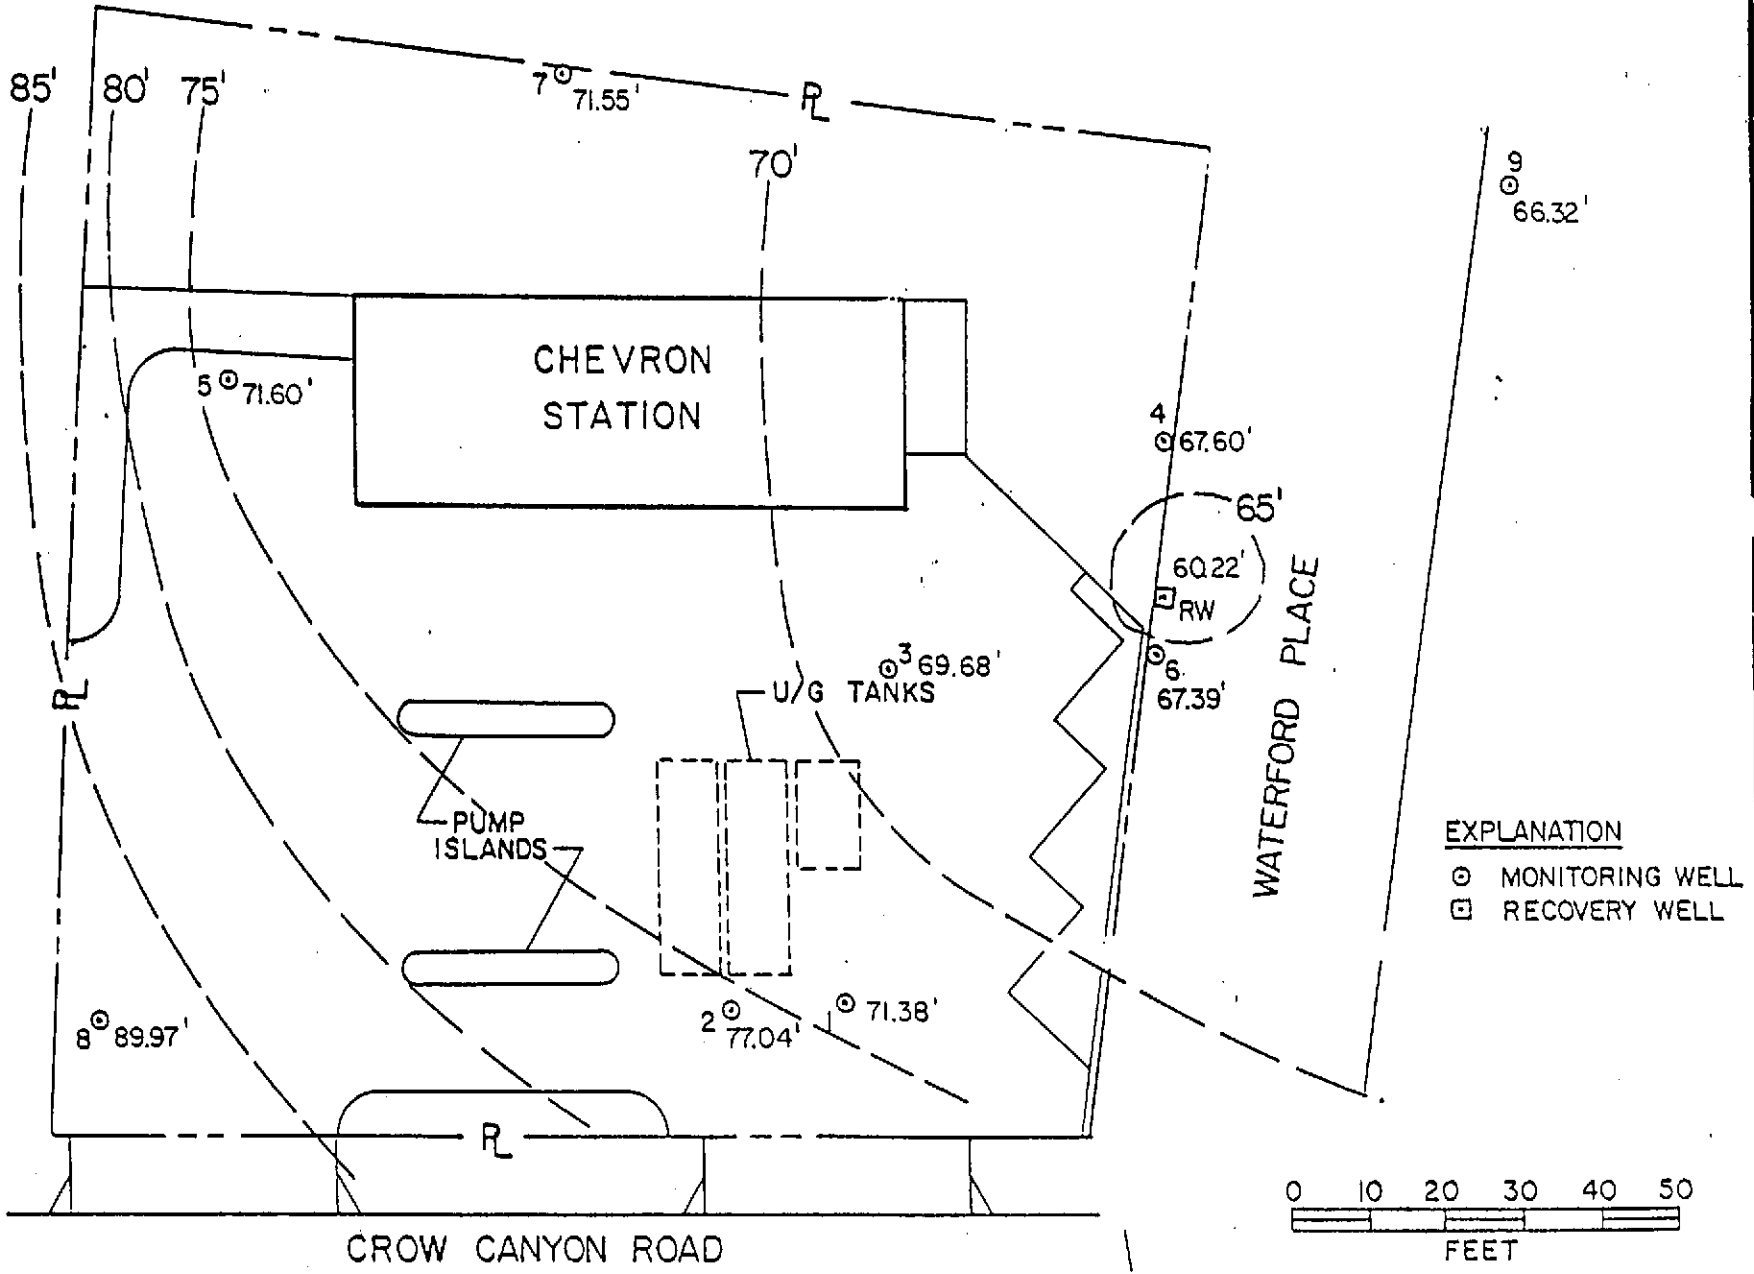 85'
80'
75'
7
71.55'
PL
70'
9
66.32'
CHEVRON
STATION
5
71.60'
4
67.60'
65'
60.22'
RW
3
69.68'
6
67.39'
U/G TANKS
PL
WATERFORD PLACE
PUMP
ISLANDS
EXPLANATION
MONITORING WELL
RECOVERY WELL
8
89.97'
2
77.04'
1
71.38'
PL
0 10 20 30 40 50
FEET
CROW CANYON ROAD